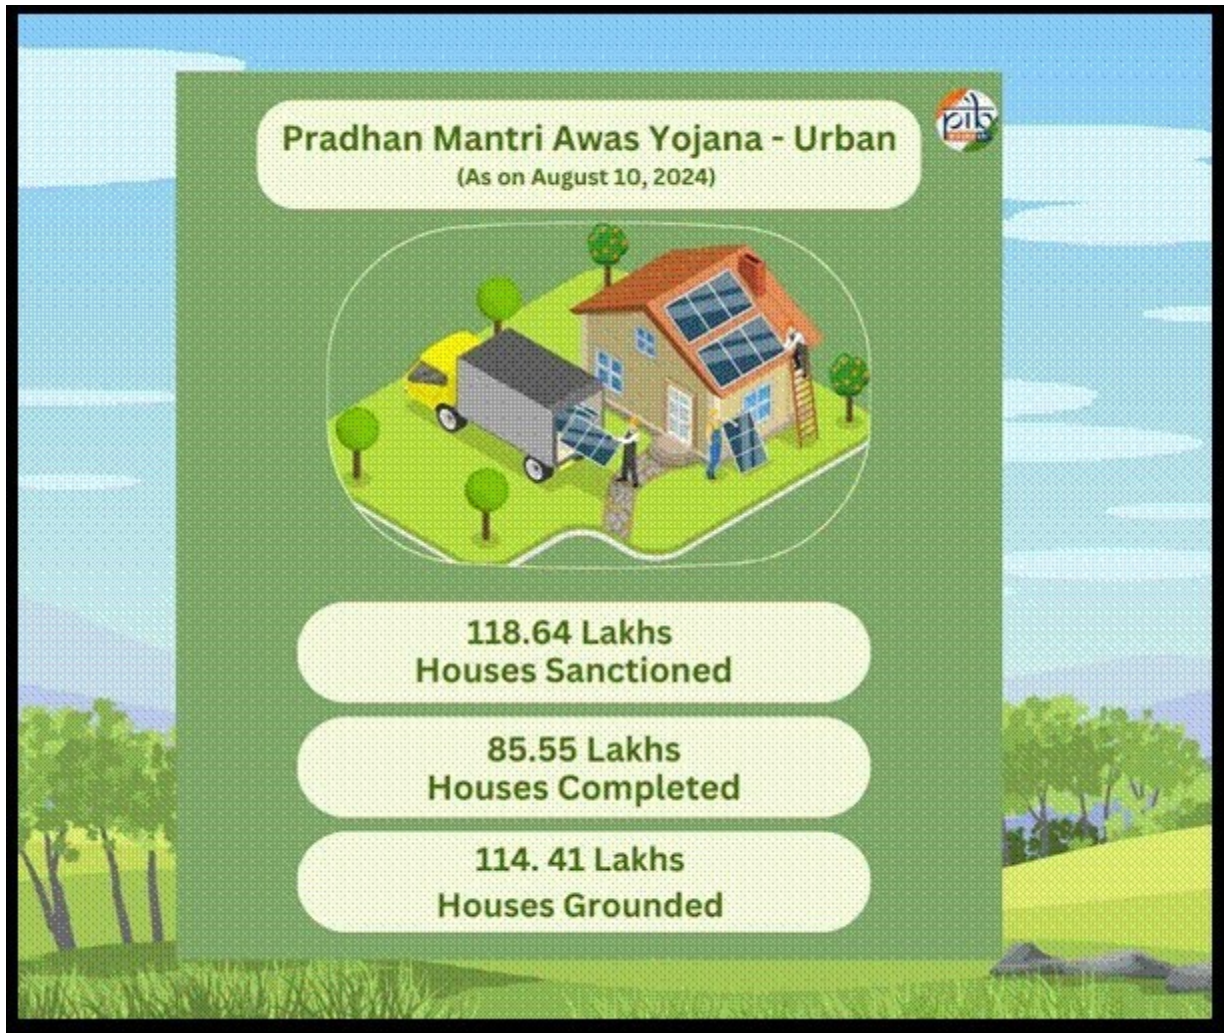 Pradhan Mantri Awas Yojana - Urban
(As on August 10, 2024)
pib
118.64 Lakhs
Houses Sanctioned
85.55 Lakhs
Houses Completed
114. 41 Lakhs
Houses Grounded